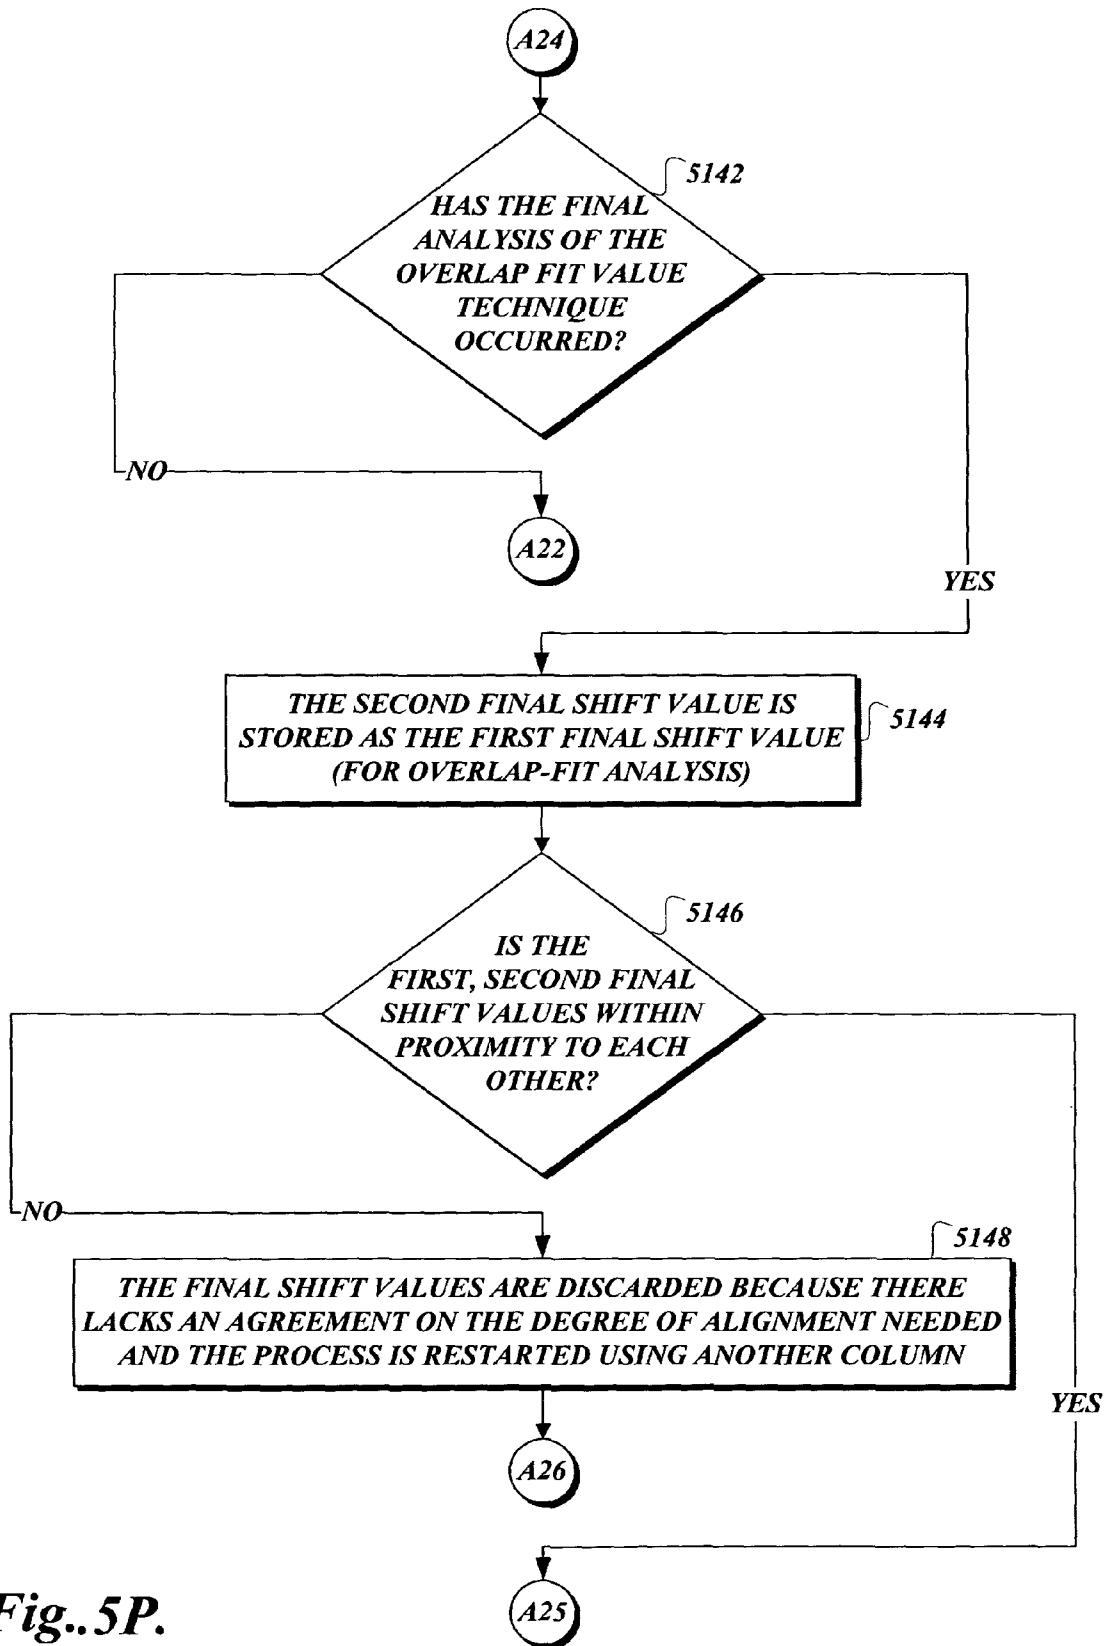 A24
5142
HAS THE FINAL
ANALYSIS OF THE
OVERLAP FIT VALUE
TECHNIQUE
OCCURRED?
NO
A22
YES
THE SECOND FINAL SHIFT VALUE IS
STORED AS THE FIRST FINAL SHIFT VALUE
(FOR OVERLAP-FIT ANALYSIS)
5144
5146
IS THE
FIRST, SECOND FINAL
SHIFT VALUES WITHIN
PROXIMITY TO EACH
OTHER?
NO
5148
THE FINAL SHIFT VALUES ARE DISCARDED BECAUSE THERE
LACKS AN AGREEMENT ON THE DEGREE OF ALIGNMENT NEEDED
AND THE PROCESS IS RESTARTED USING ANOTHER COLUMN
YES
A26
A25
Fig..5P.